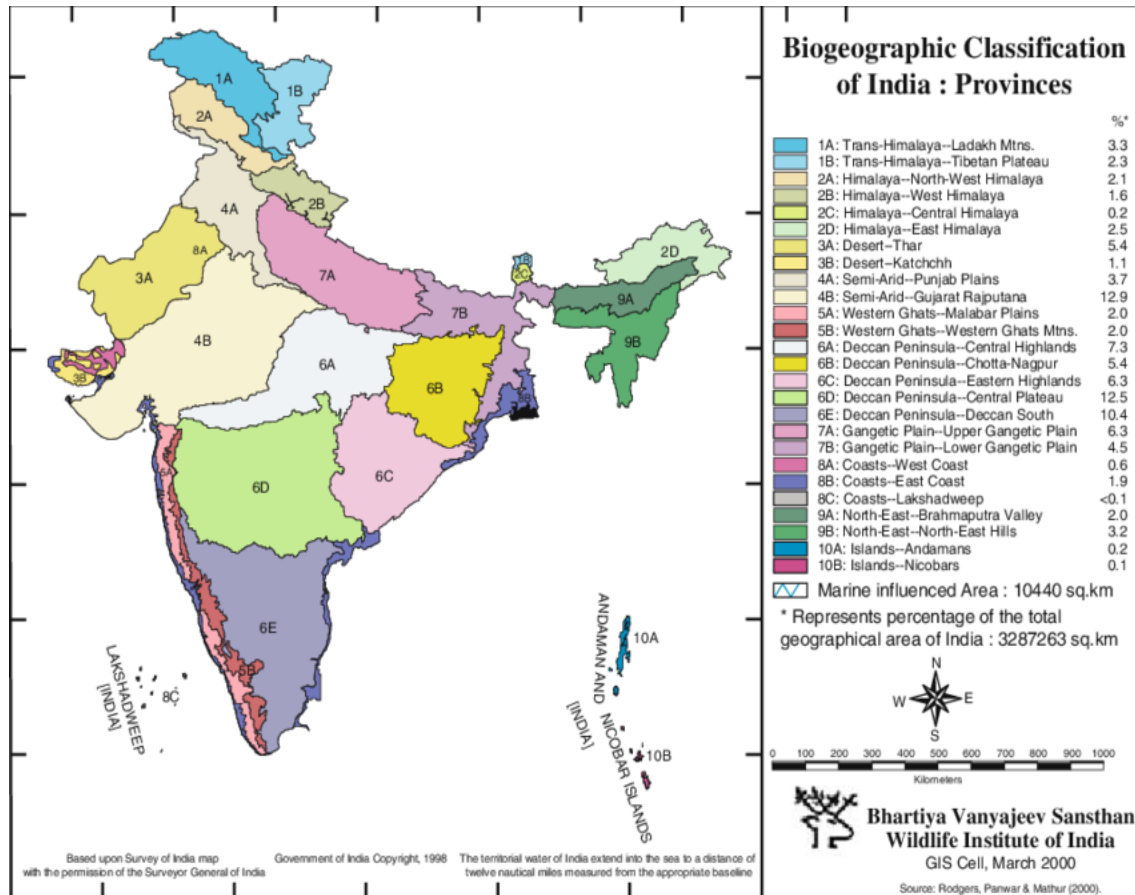 Biogeographic Classification
of India : Provinces
%*
1A: Trans-Himalaya--Ladakh Mtns. 3.3
1B: Trans-Himalaya--Tibetan Plateau 2.3
2A: Himalaya--North-West Himalaya 2.1
2B: Himalaya--West Himalaya 1.6
2C: Himalaya--Central Himalaya 0.2
2D: Himalaya--East Himalaya 2.5
3A: Desert--Thar 5.4
3B: Desert--Katchchh 1.1
4A: Semi-Arid--Punjab Plains 3.7
4B: Semi-Arid--Gujarat Rajputana 12.9
5A: Western Ghats--Malabar Plains 2.0
5B: Western Ghats--Western Ghats Mtns. 2.0
6A: Deccan Peninsula--Central Highlands 7.3
6B: Deccan Peninsula--Chotta-Nagpur 5.4
6C: Deccan Peninsula--Eastern Highlands 6.3
6D: Deccan Peninsula--Central Plateau 12.5
6E: Deccan Peninsula--Deccan South 10.4
7A: Gangetic Plain--Upper Gangetic Plain 6.3
7B: Gangetic Plain--Lower Gangetic Plain 4.5
8A: Coasts--West Coast 0.6
8B: Coasts--East Coast 1.9
8C: Coasts--Lakshadweep <0.1
9A: North-East--Brahmaputra Valley 2.0
9B: North-East--North-East Hills 3.2
10A: Islands--Andamans 0.2
10B: Islands--Nicobars 0.1
Marine influenced Area : 10440 sq.km
* Represents percentage of the total
geographical area of India : 3287263 sq.km
N
W E
S
0 100 200 300 400 500 600 700 800 900 1000
Kilometers
Bhartiya Vanyajeev Sansthan
Wildlife Institute of India
GIS Cell, March 2000
Source: Rodgers, Panwar & Mathur (2000).
1A
1B
2A
2B
4A
8A
3A
7A
1B
2C
2D
9A
7B
9B
4B
6A
3B
6B
8B
5A
6D
6C
6E
5B
8C
10A
10B
LAKSHADWEEP
[INDIA]
ANDAMAN AND NICOBAR ISLANDS
[INDIA]
Based upon Survey of India map
with the permission of the Surveyor General of India
Government of India Copyright, 1998
The territorial water of India extend into the sea to a distance of
twelve nautical miles measured from the appropriate baseline